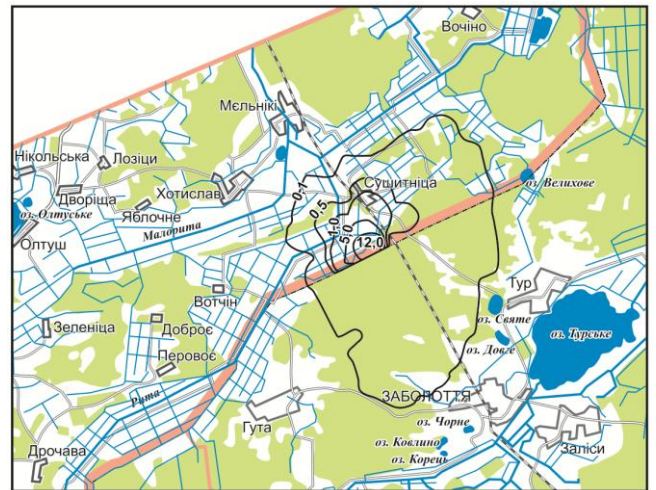 Вочіно
Мєльнікі
Нікольська
Лозіци
Дворіща
Хотислав
Сушитніца
0,1
0,5
1,0
5,0
12,0
оз. Велихове
оз. Олтуське
Яблочне
Малорита
Олтуш
Тур
Вотчін
оз. Святе
оз. Турське
Зеленіца
Доброє
оз. Довге
Перовоє
Рита
ЗАБОЛОТТЯ
Гута
оз. Чорне
оз. Ковлино
Заліси
Дрочава
оз. Корець